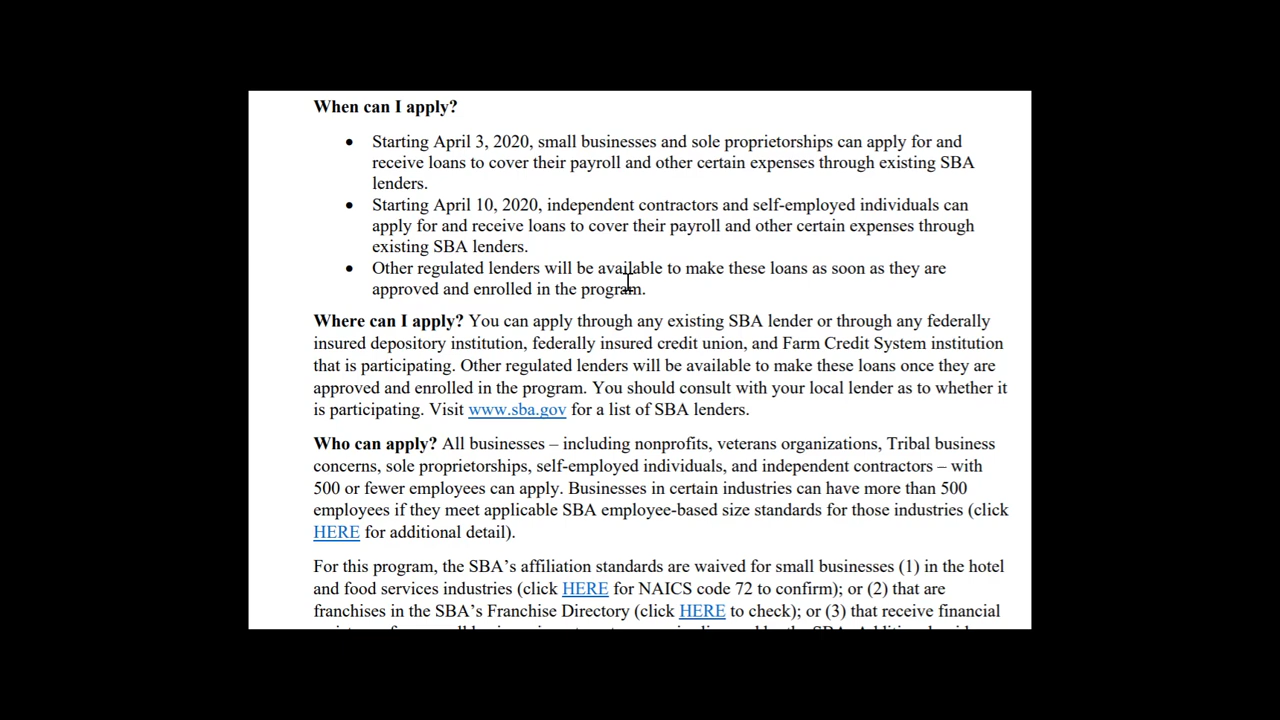 When can I apply?
• Starting April 3, 2020, small businesses and sole proprietorships can apply for and
receive loans to cover their payroll and other certain expenses through existing SBA
lenders.
• Starting April 10, 2020, independent contractors and self-employed individuals can
apply for and receive loans to cover their payroll and other certain expenses through
existing SBA lenders.
• Other regulated lenders will be available to make these loans as soon as they are
approved and enrolled in the program.
Where can I apply? You can apply through any existing SBA lender or through any federally
insured depository institution, federally insured credit union, and Farm Credit System institution
that is participating. Other regulated lenders will be available to make these loans once they are
approved and enrolled in the program. You should consult with your local lender as to whether it
is participating. Visit www.sba.gov for a list of SBA lenders.
Who can apply? All businesses – including nonprofits, veterans organizations, Tribal business
concerns, sole proprietorships, self-employed individuals, and independent contractors – with
500 or fewer employees can apply. Businesses in certain industries can have more than 500
employees if they meet applicable SBA employee-based size standards for those industries (click
HERE for additional detail).
For this program, the SBA’s affiliation standards are waived for small businesses (1) in the hotel
and food services industries (click HERE for NAICS code 72 to confirm); or (2) that are
franchises in the SBA’s Franchise Directory (click HERE to check); or (3) that receive financial